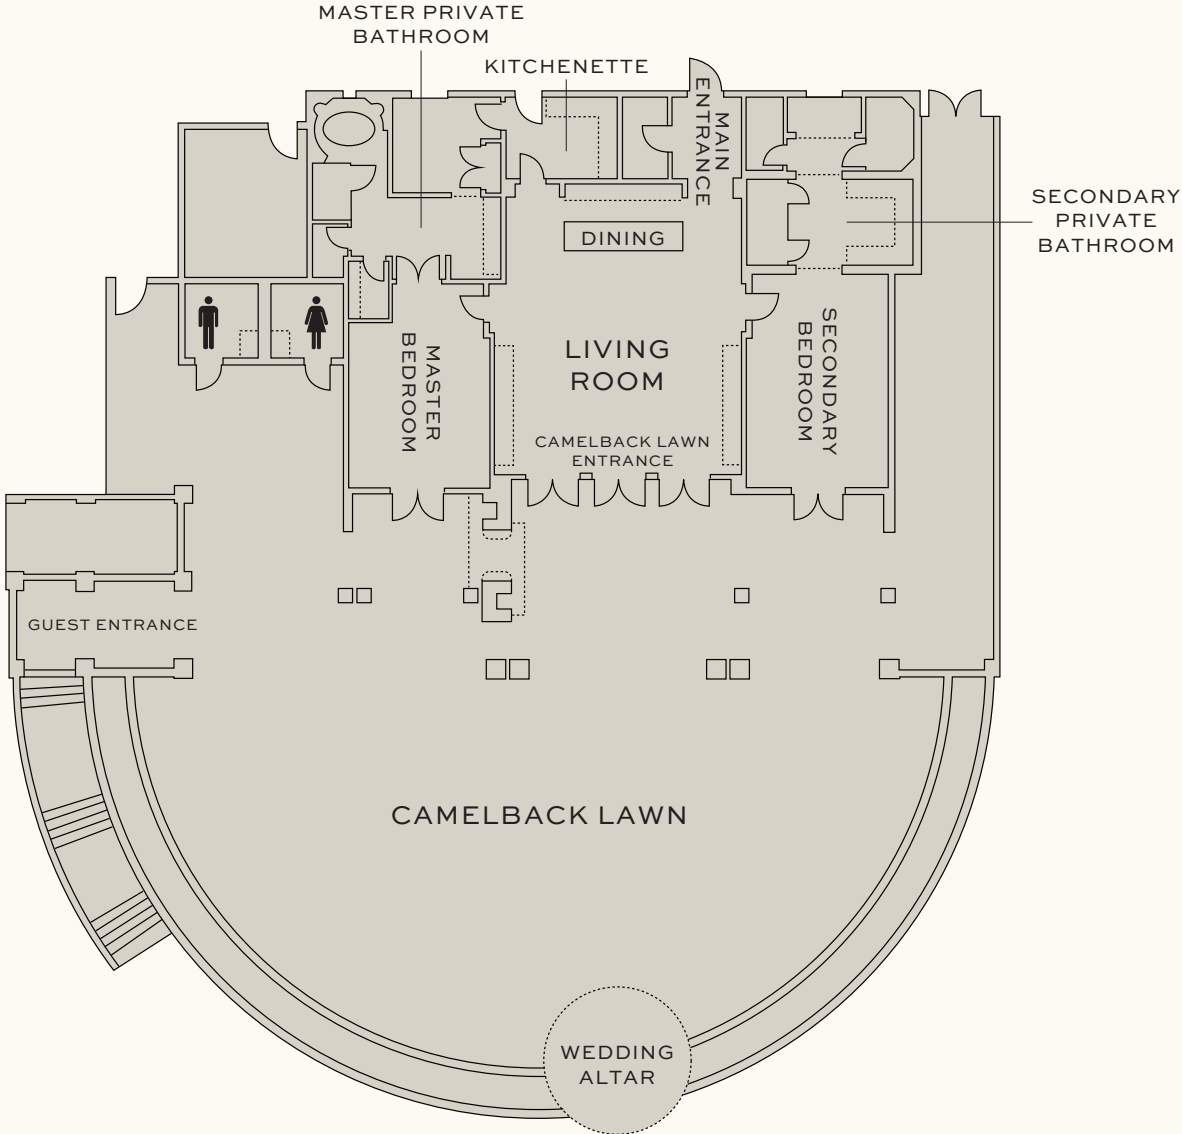 MASTER PRIVATE
BATHROOM
KITCHENETTE
MAIN
ENTRANCE
SECONDARY
PRIVATE
BATHROOM
DINING
MASTER
BEDROOM
LIVING
ROOM
SECONDARY
BEDROOM
CAMELBACK LAWN
ENTRANCE
GUEST ENTRANCE
CAMELBACK LAWN
WEDDING
ALTAR